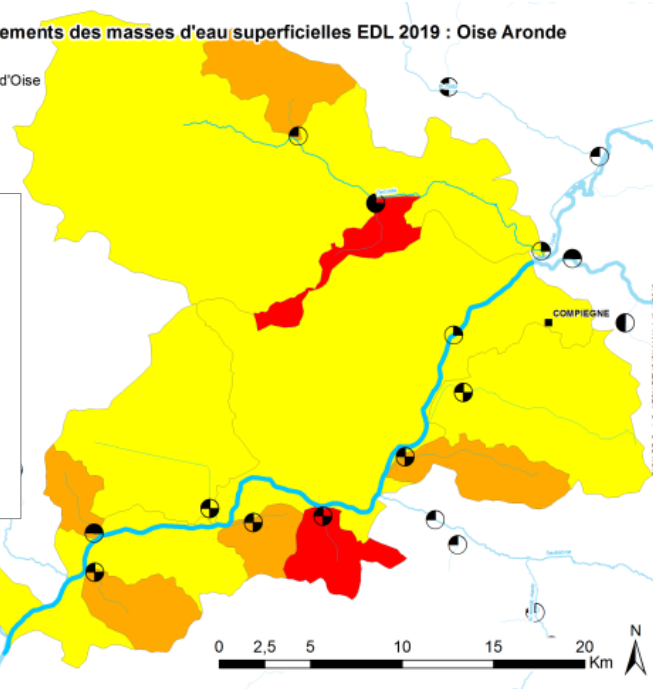 ements des masses d'eau superficielles EDL 2019 : Oise Aronde
d'Oise
COMPIEGNE
0 2,5 5 10 15 20
Km
N